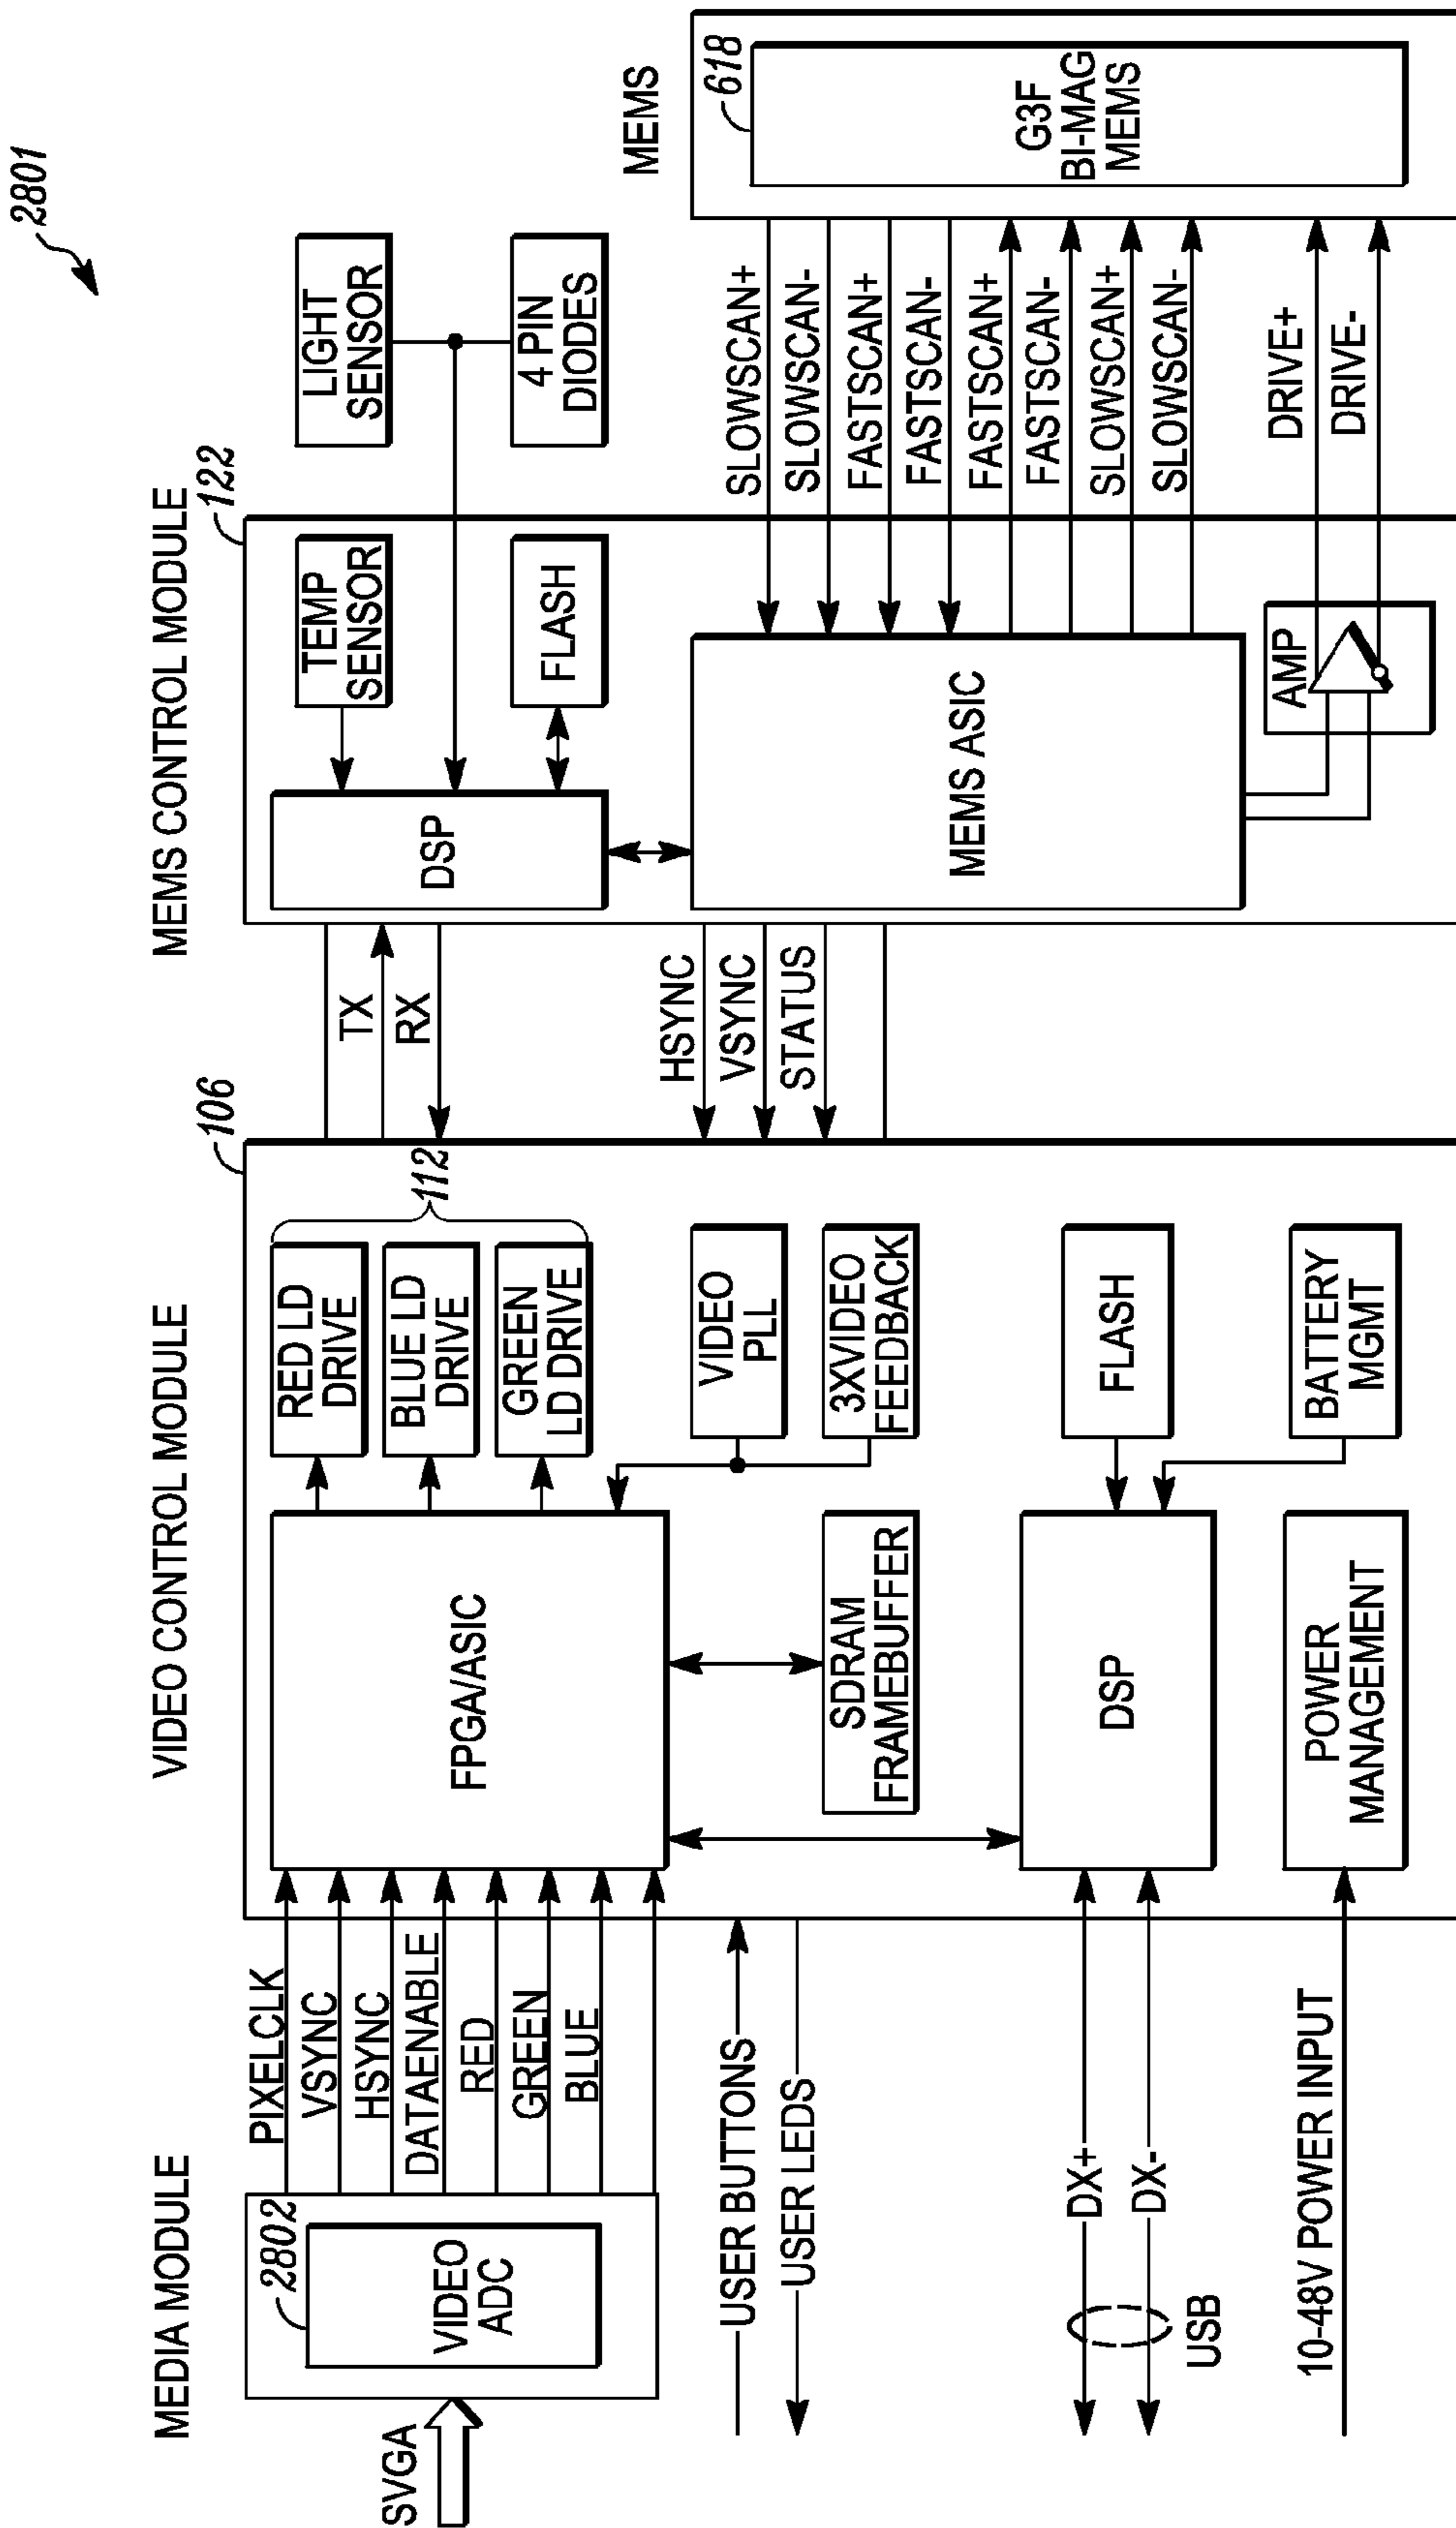 2801
MEDIA MODULE
SVGA
2802
VIDEO
ADC
PIXELCLK
VSYNC
HSYNC
DATAENABLE
RED
GREEN
BLUE
USER BUTTONS
USER LEDS
DX+
DX-
USB
10-48V POWER INPUT
VIDEO CONTROL MODULE
106
FPGA/ASIC
RED LD
DRIVE
BLUE LD
DRIVE
GREEN
LD DRIVE
112
VIDEO
PLL
3XVIDEO
FEEDBACK
SDRAM
FRAMEBUFFER
DSP
FLASH
BATTERY
MGMT
POWER
MANAGEMENT
TX
RX
HSYNC
VSYNC
STATUS
MEMS CONTROL MODULE
122
DSP
TEMP
SENSOR
FLASH
MEMS ASIC
AMP
LIGHT
SENSOR
4 PIN
DIODES
SLOWSCAN+
SLOWSCAN-
FASTSCAN+
FASTSCAN-
FASTSCAN+
FASTSCAN-
SLOWSCAN+
SLOWSCAN-
DRIVE+
DRIVE-
MEMS
618
G3F
BI-MAG
MEMS